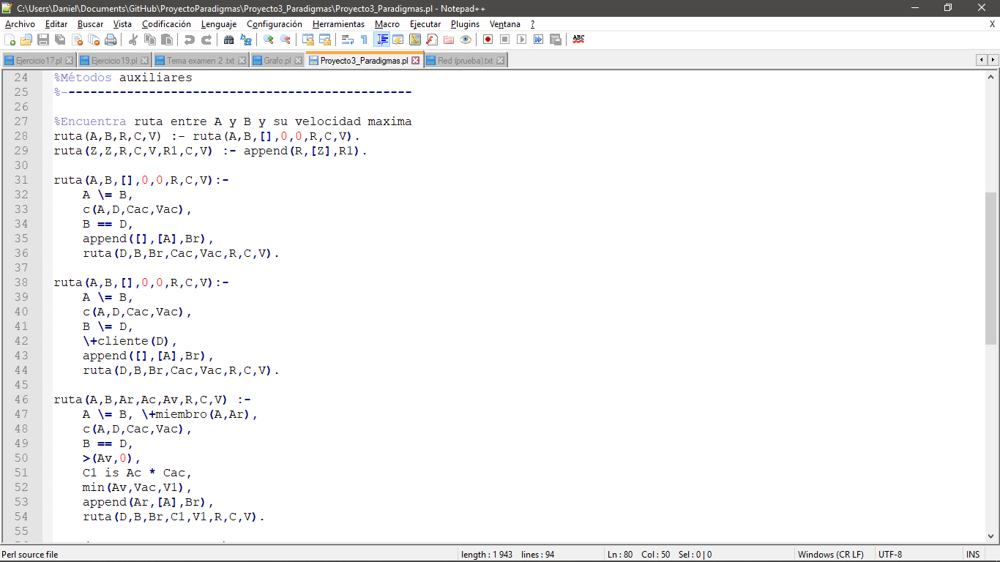 C:\Users\Daniel\Documents\GitHub\ProyectoParadigmas\Proyecto3_Paradigmas\Proyecto3_Paradigmas.pl - Notepad++
Archivo Editar Buscar Vista Codificación Lenguaje Configuración Herramientas Macro Ejecutar Plugins Ventana ? X
ABC
Ejercicio17.pl Ejercicio19.pl Tema examen 2 .txt Grafo.pl Proyecto3_Paradigmas.pl Red (prueba).txt
24 %Métodos auxiliares
25 %-----------------------------------------------
26
27 %Encuentra ruta entre A y B y su velocidad maxima
28 ruta(A,B,R,C,V) :- ruta(A,B,[],0,0,R,C,V).
29 ruta(Z,Z,R,C,V,R1,C,V) :- append(R,[Z],R1).
30
31 ruta(A,B,[],0,0,R,C,V):-
32     A \= B,
33     c(A,D,Cac,Vac),
34     B == D,
35     append([],[A],Br),
36     ruta(D,B,Br,Cac,Vac,R,C,V).
37
38 ruta(A,B,[],0,0,R,C,V):-
39     A \= B,
40     c(A,D,Cac,Vac),
41     B \= D,
42     \+cliente(D),
43     append([],[A],Br),
44     ruta(D,B,Br,Cac,Vac,R,C,V).
45
46 ruta(A,B,Ar,Ac,Av,R,C,V) :-
47     A \= B, \+miembro(A,Ar),
48     c(A,D,Cac,Vac),
49     B == D,
50     >(Av,0),
51     C1 is Ac * Cac,
52     min(Av,Vac,V1),
53     append(Ar,[A],Br),
54     ruta(D,B,Br,C1,V1,R,C,V).
55
Perl source file length : 1 943 lines : 94 Ln : 80 Col : 50 Sel : 0 | 0 Windows (CR LF) UTF-8 INS